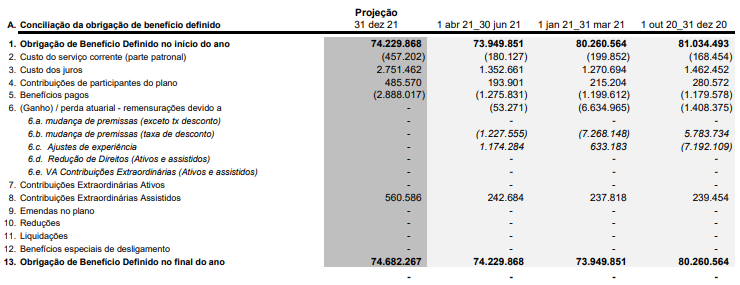 Projeção
A. Conciliação da obrigação de benefício definido 31 dez 21 1 abr 21_30 jun 21 1 jan 21_31 mar 21 1 out 20_31 dez 20
1. Obrigação de Benefício Definido no início do ano 74.229.868 73.949.851 80.260.564 81.034.493
2. Custo do serviço corrente (parte patronal) (457.202) (180.127) (199.852) (168.454)
3. Custo dos juros 2.751.462 1.352.661 1.270.694 1.462.452
4. Contribuições de participantes do plano 485.570 193.901 215.204 280.572
5. Benefícios pagos (2.888.017) (1.275.831) (1.199.612) (1.179.578)
6. (Ganho) / perda atuarial - remensurações devido a - (53.271) (6.634.965) (1.408.375)
6.a. mudança de premissas (exceto tx desconto) - - - -
6.b. mudança de premissas (taxa de desconto) - (1.227.555) (7.268.148) 5.783.734
6.c. Ajustes de experiência - 1.174.284 633.183 (7.192.109)
6.d. Redução de Direitos (Ativos e assistidos) - - - -
6.e. VA Contribuições Extraordinárias (Ativos e assistidos) - - - -
7. Contribuições Extraordinárias Ativos - - - -
8. Contribuições Extraordinárias Assistidos 560.586 242.684 237.818 239.454
9. Emendas no plano - - - -
10. Reduções - - - -
11. Liquidações - - - -
12. Benefícios especiais de desligamento - - - -
13. Obrigação de Benefício Definido no final do ano 74.682.267 74.229.868 73.949.851 80.260.564
- - - -